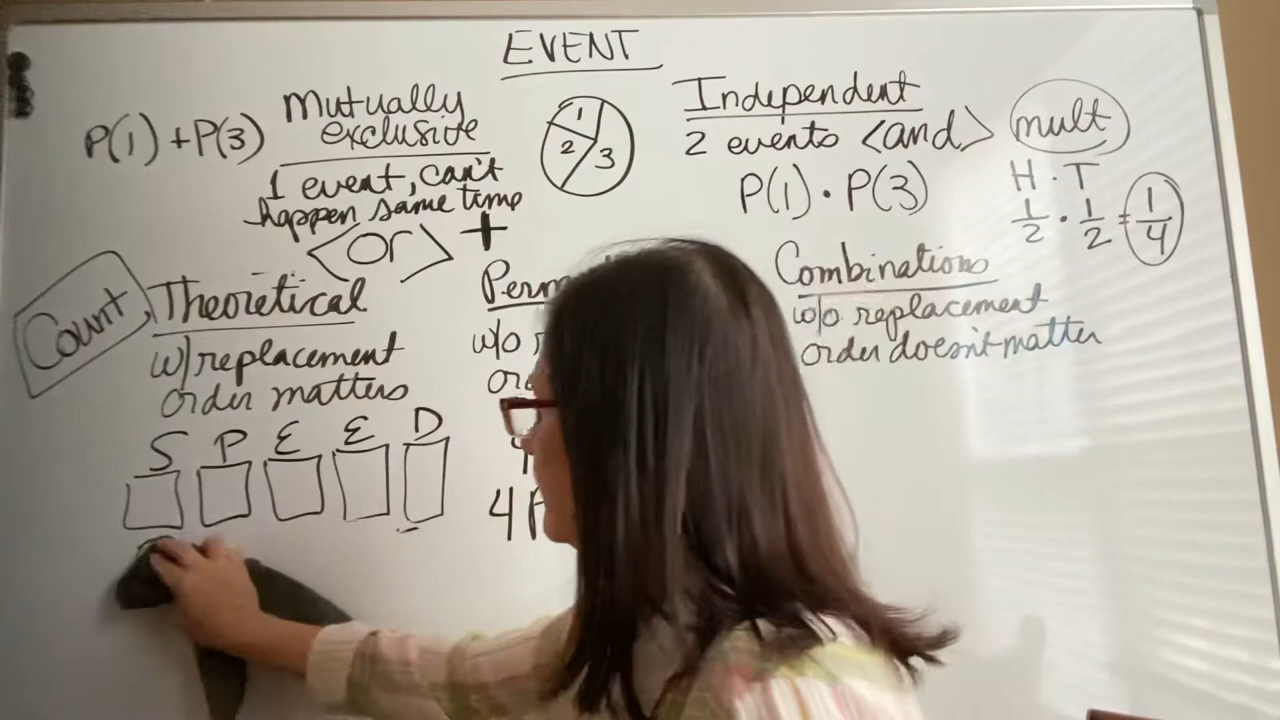 EVENT
P(1) + P(3)
Mutually
exclusive
1 event, can't
happen same time
<or> +
1
2
3
Independent
2 events <and> mult
P(1) · P(3)
H · T
1/2 · 1/2 = 1/4
Count
Theoretical
w/replacement
order matters
S P E E D
w/o
4
Combinations
w/o replacement
order doesn't matter